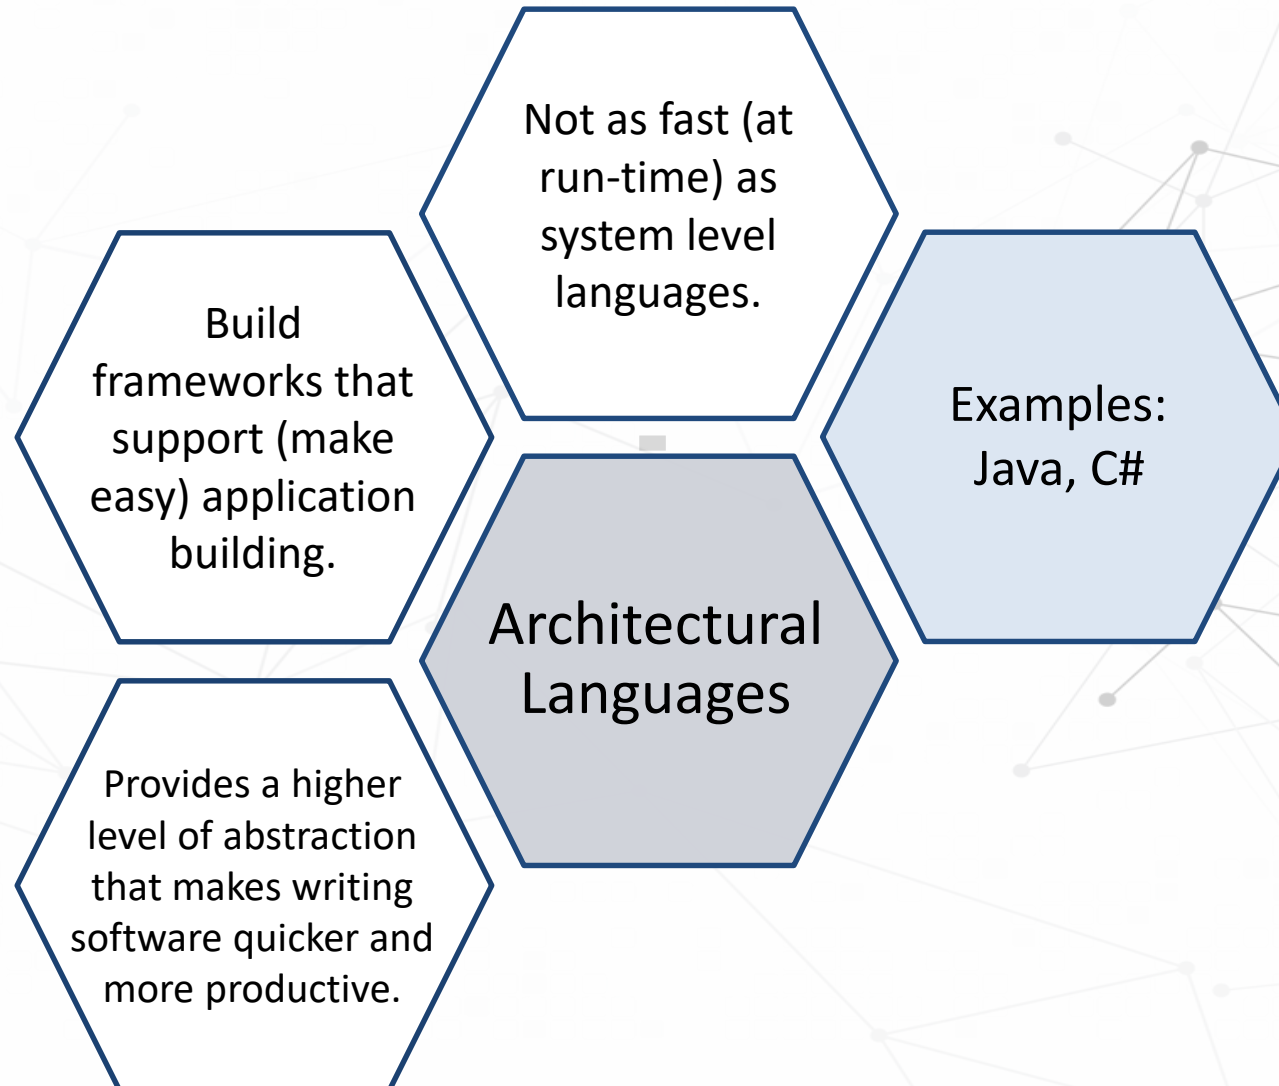 Not as fast (at
run-time) as
system level
languages.
Build
frameworks that
support (make
easy) application
building.
Examples:
Java, C#
Architectural
Languages
Provides a higher
level of abstraction
that makes writing
software quicker and
more productive.